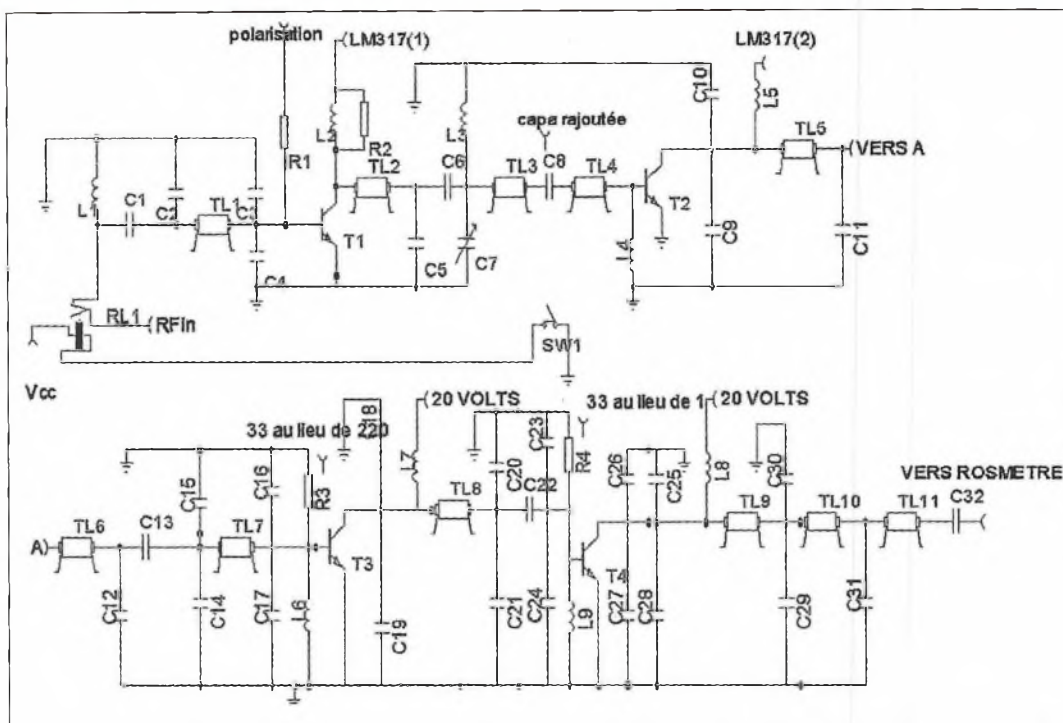 polarisation
LM317(1)
LM317(2)
C10
L5
L2
R2
L3
capa rajoutée
R1
TL2
C6
TL3
C8
TL4
TL5
VERS A
L1
C1
C2
TL1
C3
T1
T2
C9
C11
C4
C5
C7
L4
RL1
RFin
SW1
Vcc
20 VOLTS
33 au lieu de 1
20 VOLTS
33 au lieu de 220
C18
C23
L7
C16
C20
R4
C26
C25
L8
C30
VERS ROSMETRE
C15
R3
TL8
C22
TL9
TL10
TL11
C32
A
TL6
C13
TL7
T3
T4
C12
C14
C17
L6
C19
C21
C24
L9
C27
C28
C29
C31